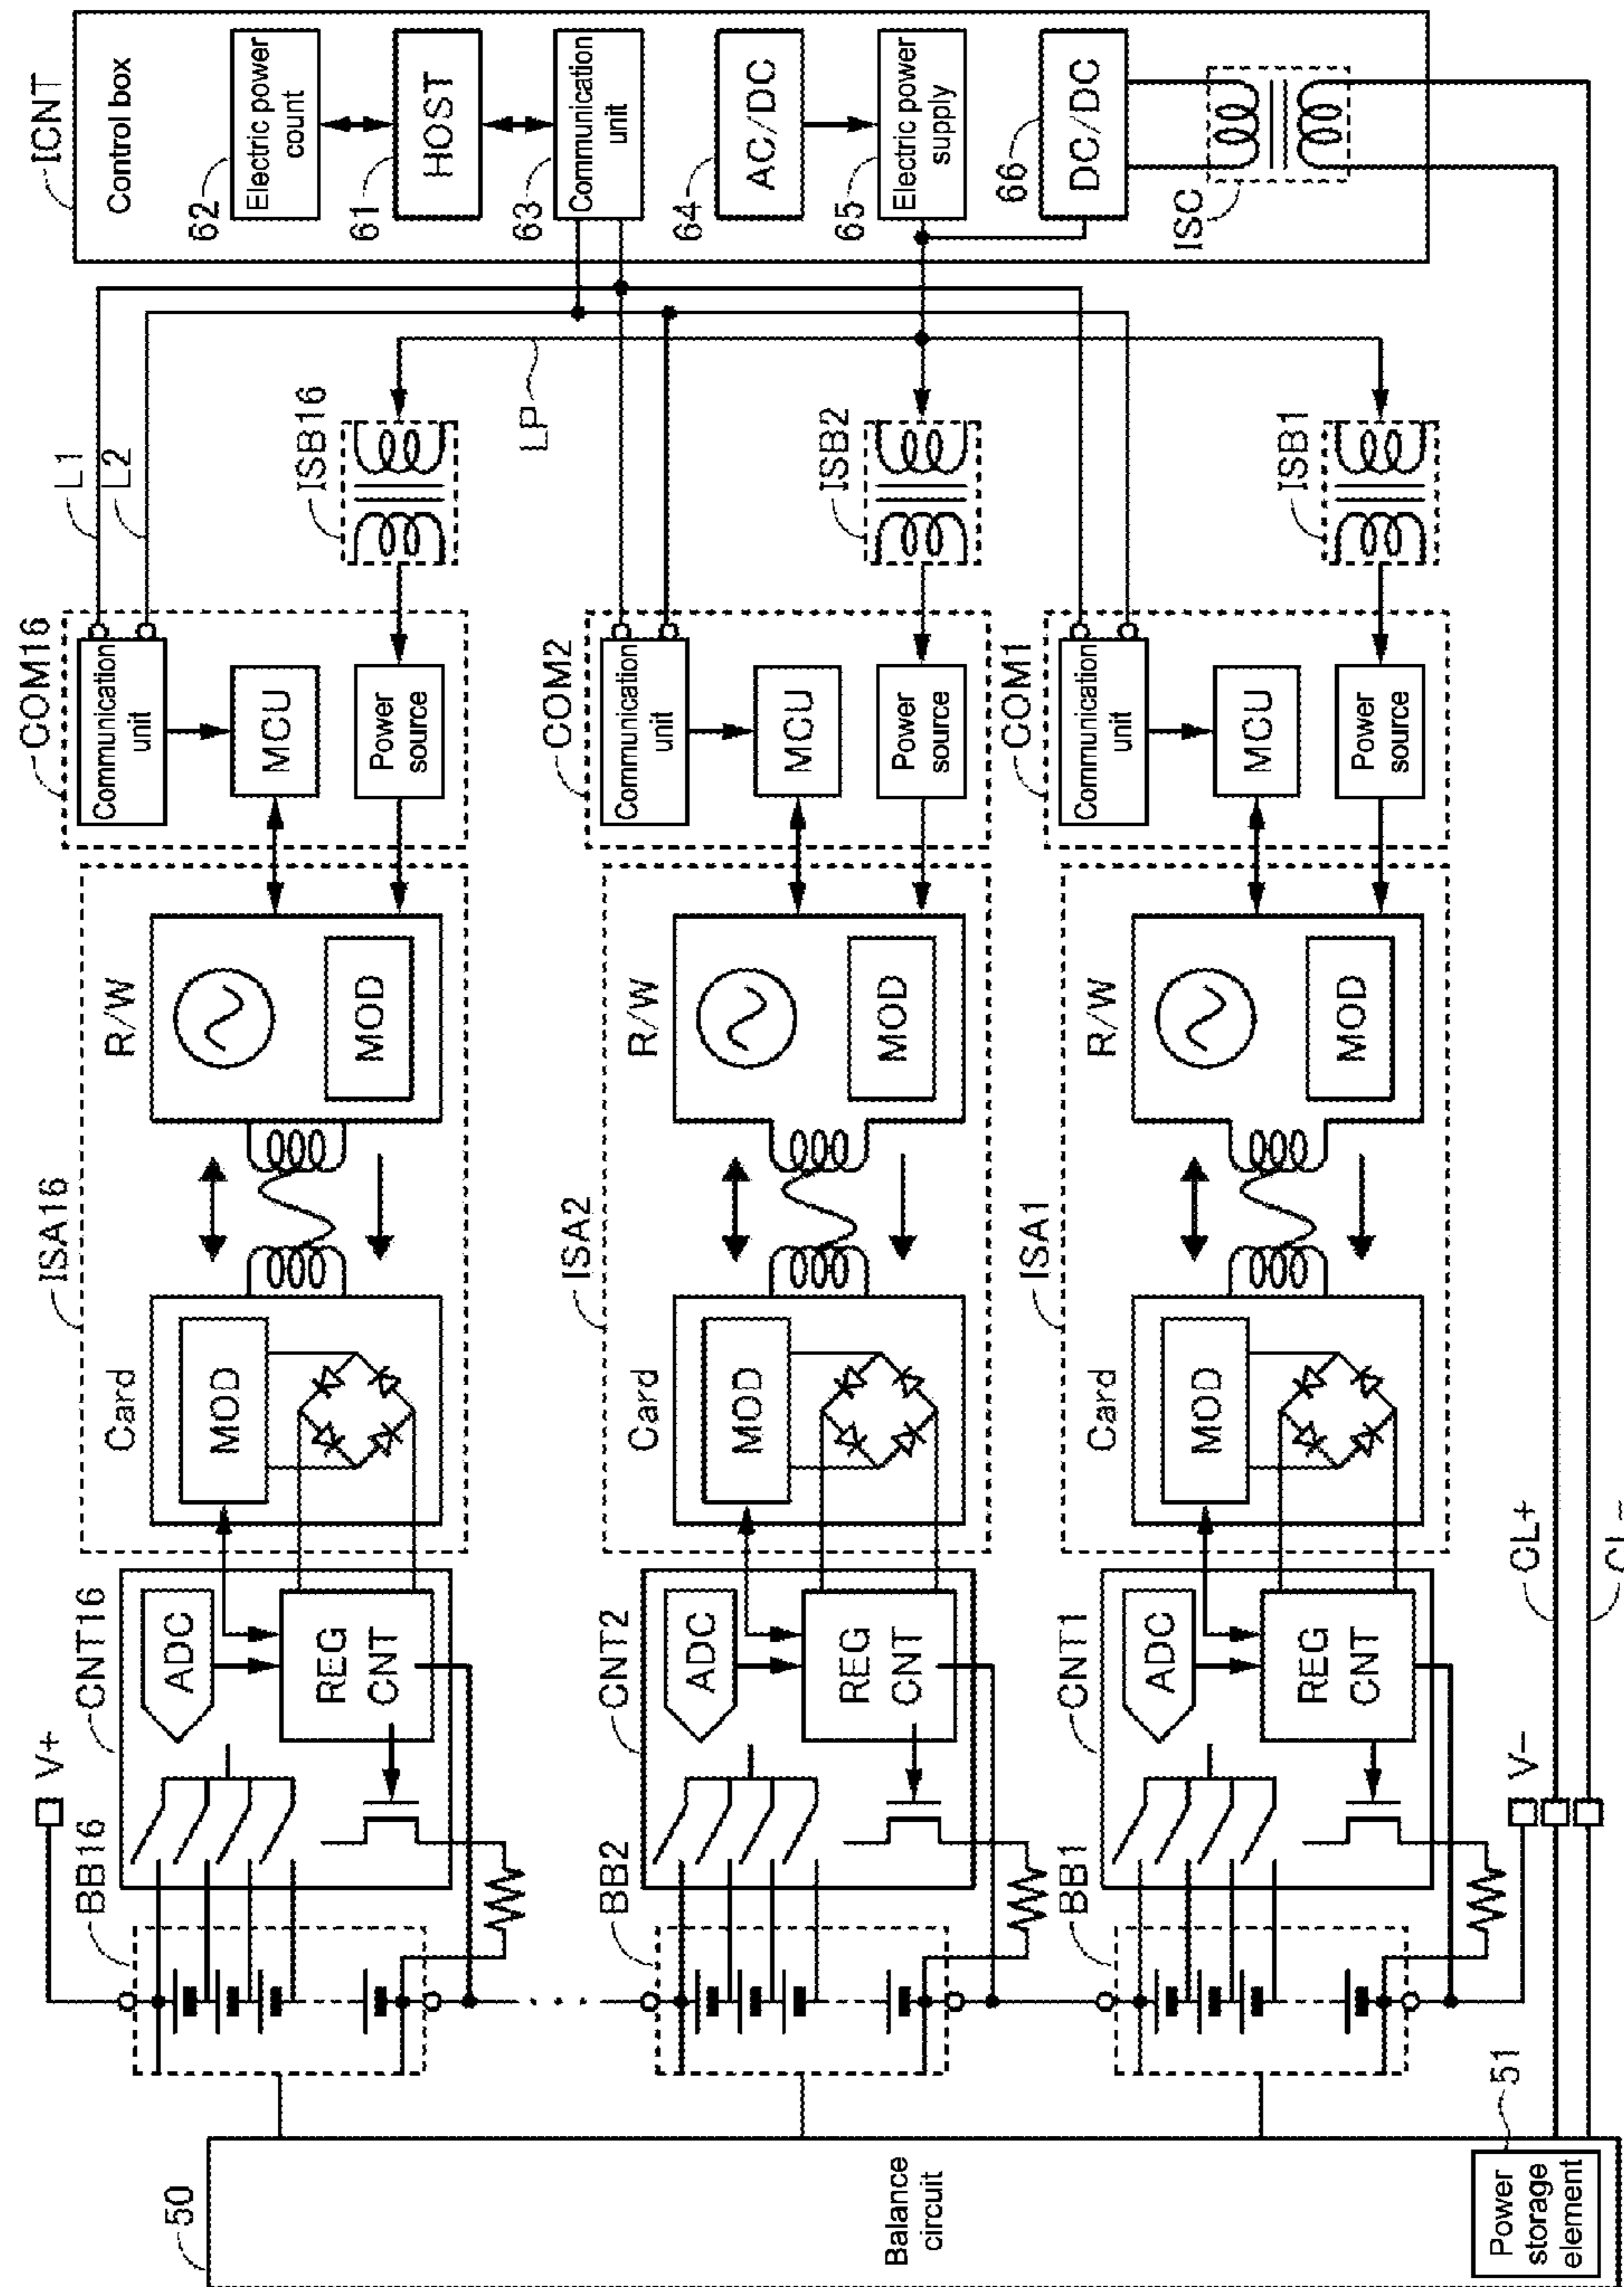 ICNT
Control box
62
Electric power
count
61
HOST
63
Communication
unit
64
AC/DC
65
Electric power
supply
66
DC/DC
ISC
L1
L2
LP
ISB16
ISB2
ISB1
COM16
Communication
unit
MCU
Power
source
COM2
Communication
unit
MCU
Power
source
COM1
Communication
unit
MCU
Power
source
ISA16
R/W
MOD
Card
MOD
ISA2
R/W
MOD
Card
MOD
ISA1
R/W
MOD
Card
MOD
CNT16
ADC
REG
CNT
CNT2
ADC
REG
CNT
CNT1
ADC
REG
CNT
V+
BB16
BB2
BB1
V−
CL+
50
Balance
circuit
51
Power
storage
element